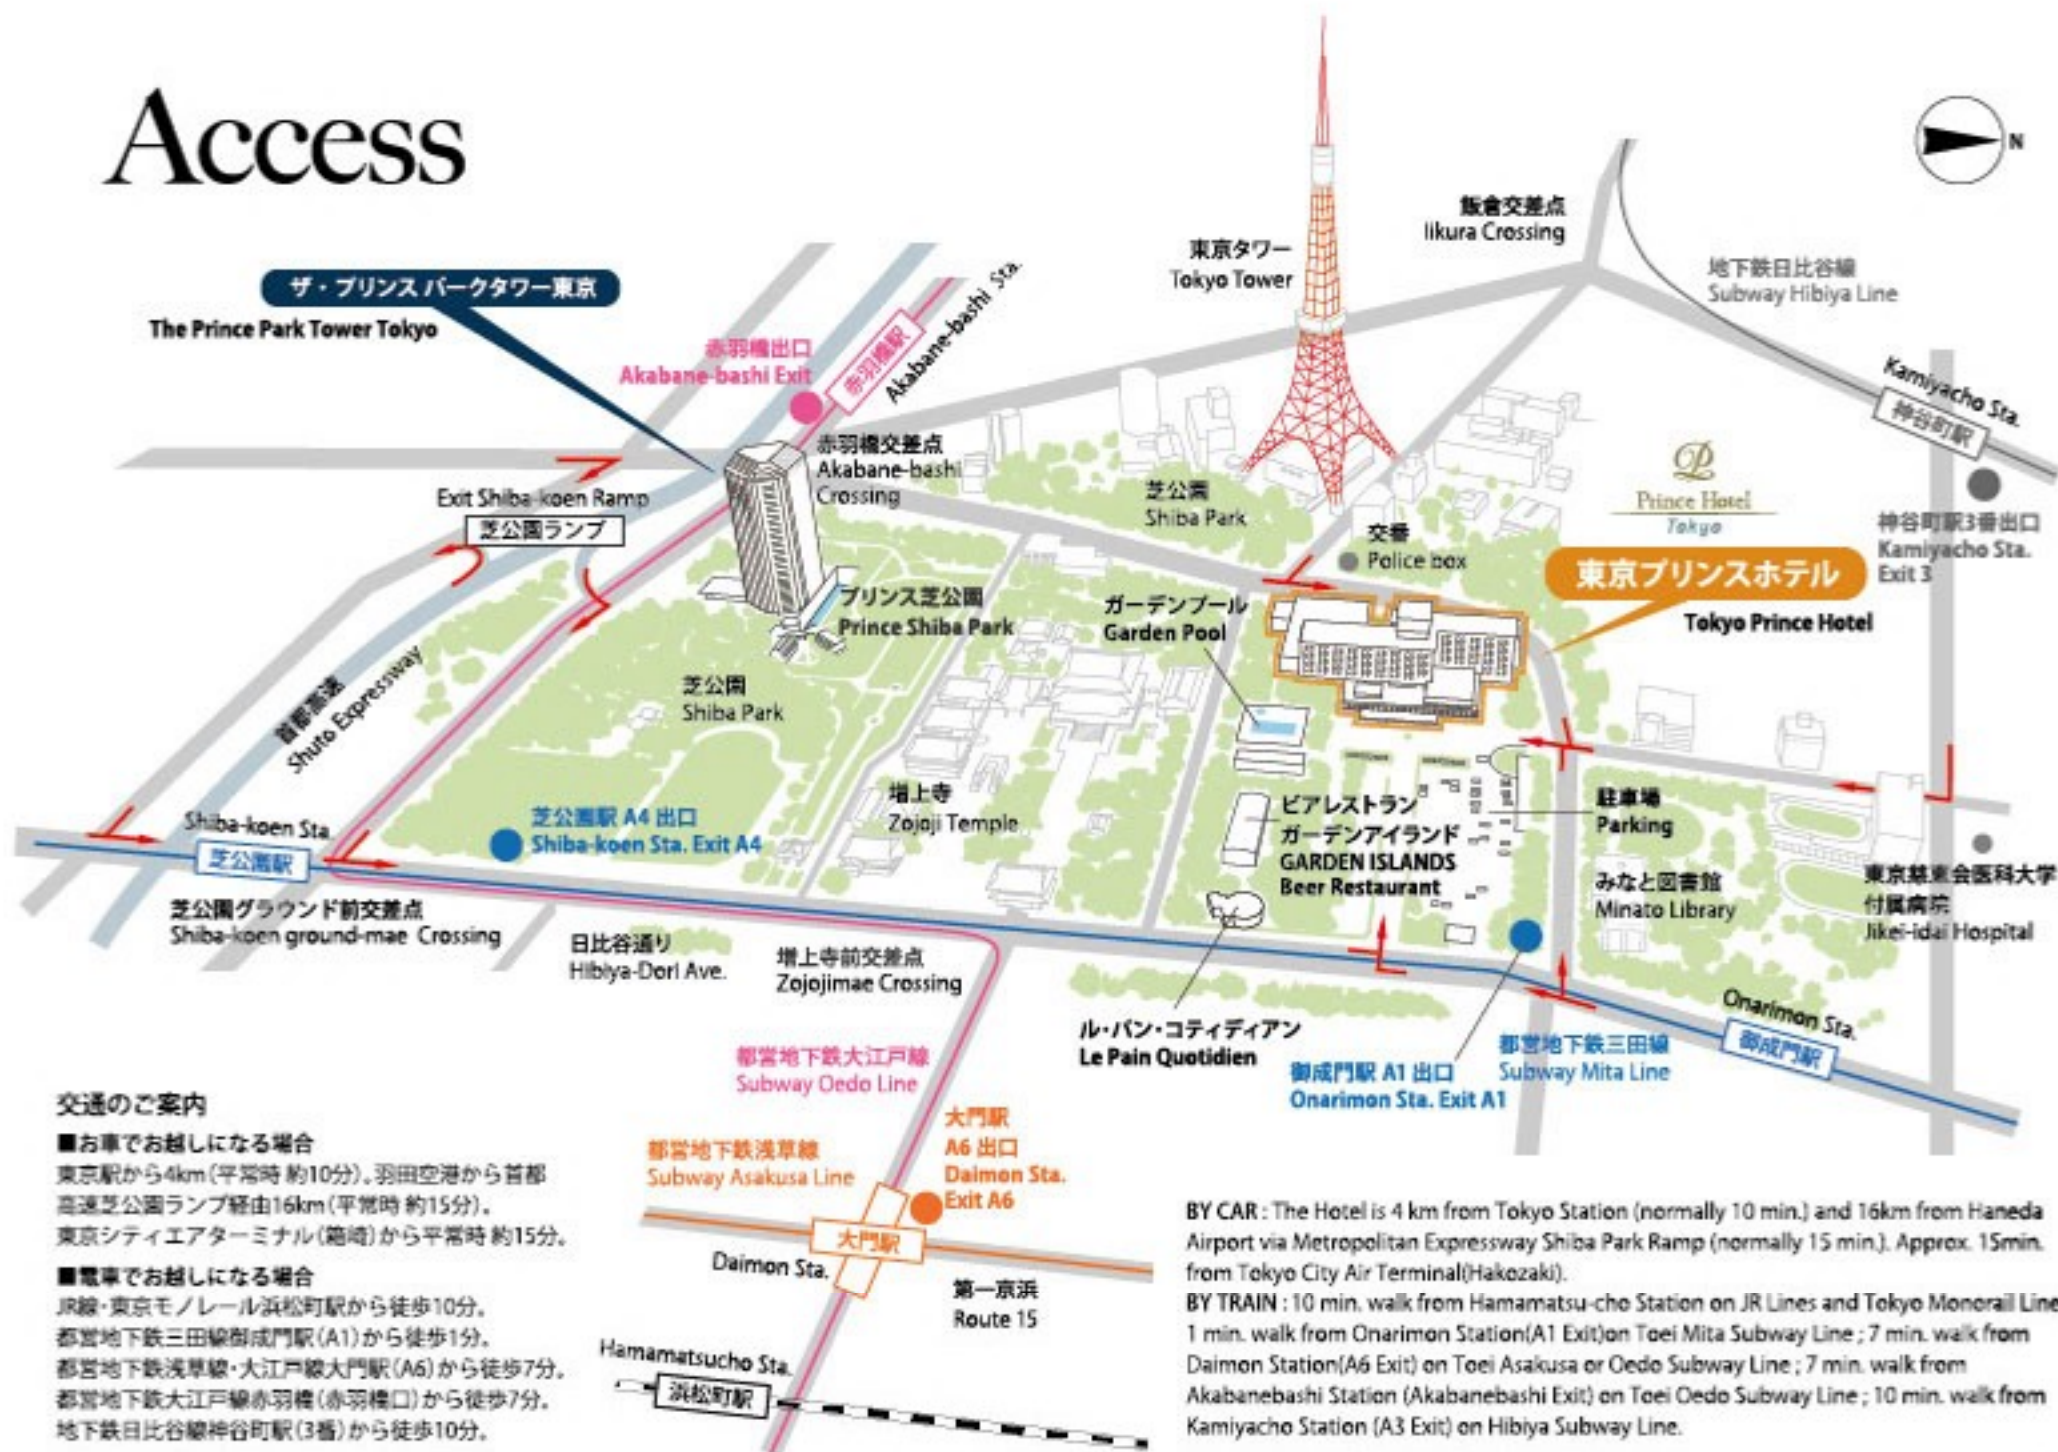 Access
N
飯倉交差点
Iikura Crossing
東京タワー
Tokyo Tower
地下鉄日比谷線
Subway Hibiya Line
ザ・プリンス パークタワー東京
The Prince Park Tower Tokyo
赤羽橋出口
Akabane-bashi Exit
赤羽橋駅
Akabane-bashi Sta.
Kamiyacho Sta.
神谷町駅
赤羽橋交差点
Akabane-bashi
Crossing
Exit Shiba-koen Ramp
芝公園ランプ
芝公園
Shiba Park
交番
Police box
Prince Hotel
Tokyo
神谷町駅3番出口
Kamiyacho Sta.
Exit 3
東京プリンスホテル
Tokyo Prince Hotel
プリンス芝公園
Prince Shiba Park
ガーデンプール
Garden Pool
芝公園
Shiba Park
首都高速
Shuto Expressway
増上寺
Zojoji Temple
ビアレストラン
ガーデンアイランド
GARDEN ISLANDS
Beer Restaurant
駐車場
Parking
みなと図書館
Minato Library
東京慈恵会医科大学
付属病院
Jikei-idai Hospital
Shiba-koen Sta
芝公園駅
芝公園駅 A4 出口
Shiba-koen Sta. Exit A4
芝公園グラウンド前交差点
Shiba-koen ground-mae Crossing
日比谷通り
Hibiya-Dori Ave.
増上寺前交差点
Zojojimae Crossing
ル・パン・コティディアン
Le Pain Quotidien
御成門駅 A1 出口
Onarimon Sta. Exit A1
都営地下鉄三田線
Subway Mita Line
Onarimon Sta.
御成門駅
都営地下鉄大江戸線
Subway Oedo Line
都営地下鉄浅草線
Subway Asakusa Line
大門駅
A6 出口
Daimon Sta.
Exit A6
大門駅
Daimon Sta.
第一京浜
Route 15
Hamamatsucho Sta.
浜松町駅
交通のご案内
■お車でお越しになる場合
東京駅から4km(平常時 約10分)。羽田空港から首都
高速芝公園ランプ経由16km(平常時 約15分)。
東京シティエアターミナル(箱崎)から平常時 約15分。
■電車でお越しになる場合
JR線・東京モノレール浜松町駅から徒歩10分。
都営地下鉄三田線御成門駅(A1)から徒歩1分。
都営地下鉄浅草線・大江戸線大門駅(A6)から徒歩7分。
都営地下鉄大江戸線赤羽橋(赤羽橋口)から徒歩7分。
地下鉄日比谷線神谷町駅(3番)から徒歩10分。
BY CAR : The Hotel is 4 km from Tokyo Station (normally 10 min.) and 16km from Haneda
Airport via Metropolitan Expressway Shiba Park Ramp (normally 15 min.). Approx. 15min.
from Tokyo City Air Terminal(Hakozaki).
BY TRAIN : 10 min. walk from Hamamatsu-cho Station on JR Lines and Tokyo Monorail Line
1 min. walk from Onarimon Station(A1 Exit)on Toei Mita Subway Line ; 7 min. walk from
Daimon Station(A6 Exit) on Toei Asakusa or Oedo Subway Line ; 7 min. walk from
Akabanebashi Station (Akabanebashi Exit) on Toei Oedo Subway Line ; 10 min. walk from
Kamiyacho Station (A3 Exit) on Hibiya Subway Line.